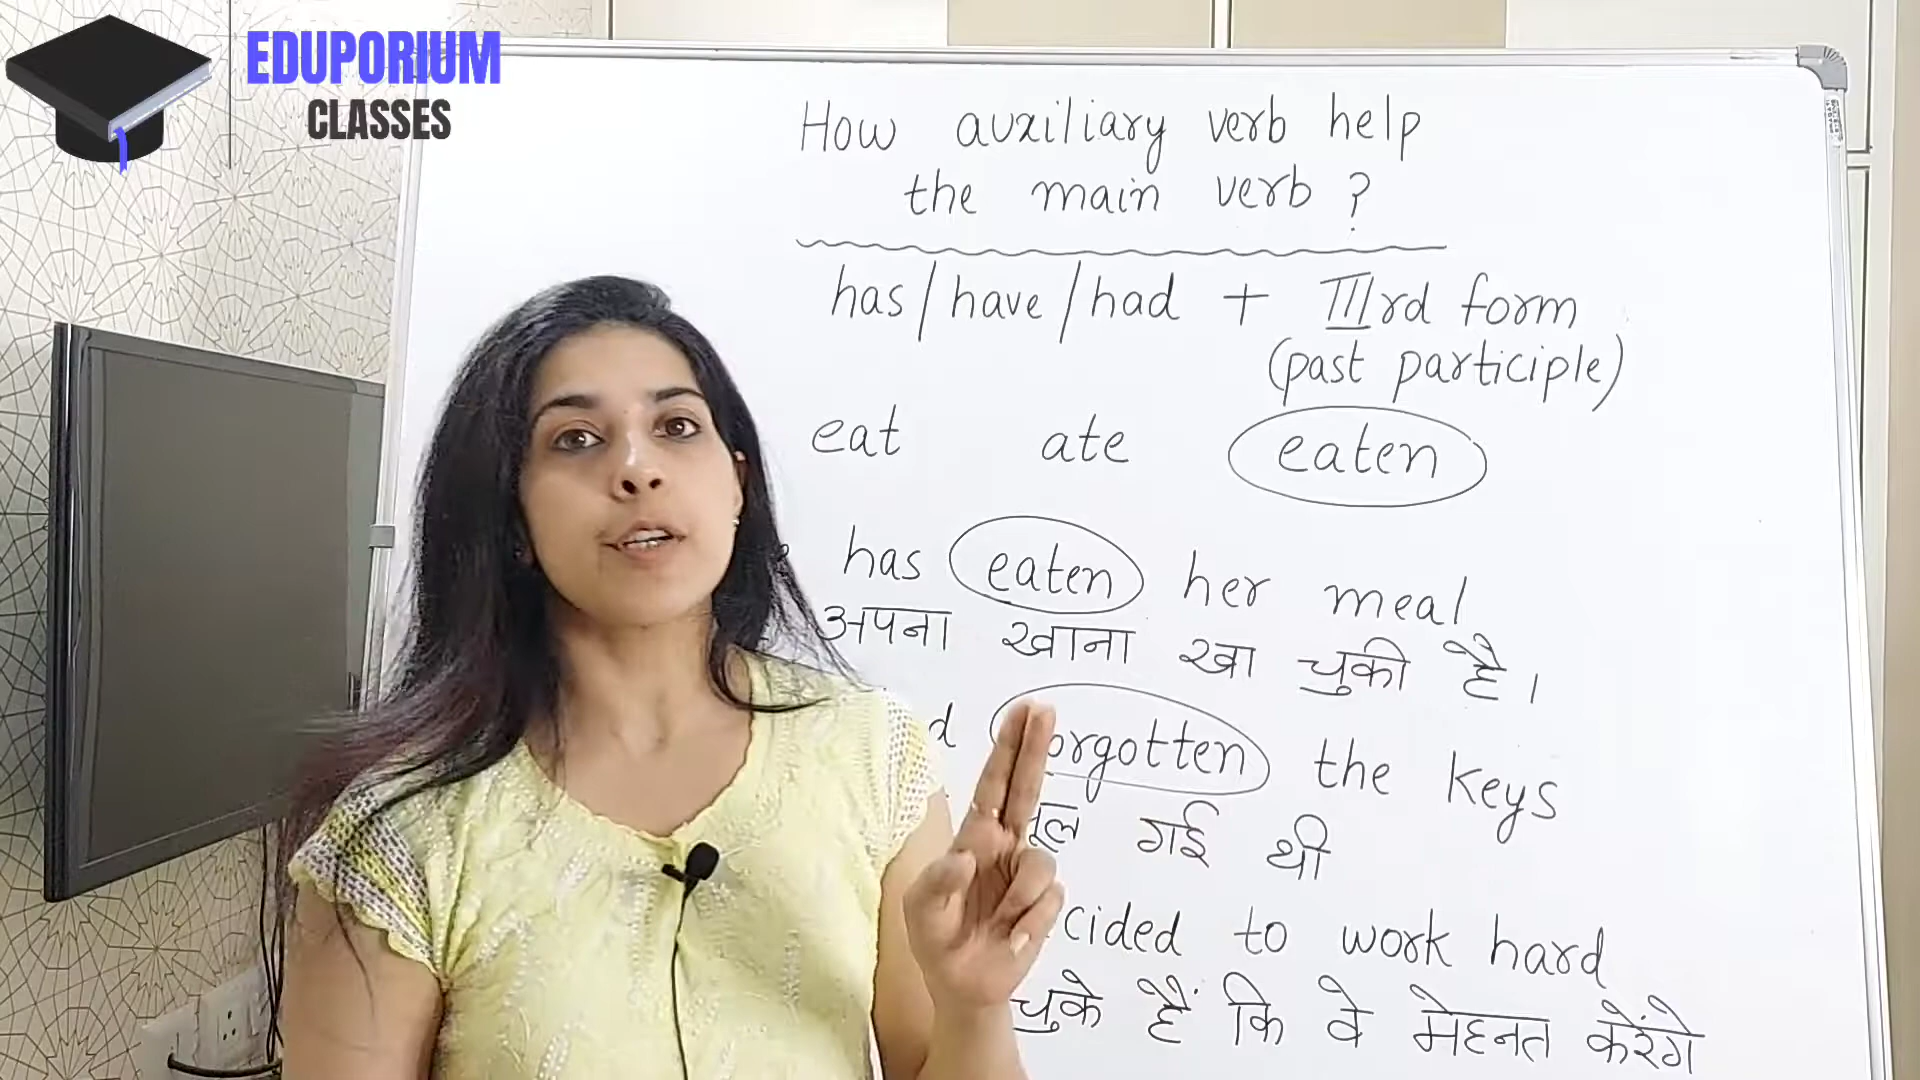 EDUPORIUM
CLASSES
How auxiliary verb help
the main verb?
has/have/had + IIIrd form
(past participle)
eat ate eaten
has eaten her meal
अपना खाना खा चुकी है।
the keys
गई थी
to work hard
चुके हैं कि वे मेहनत करेंगे